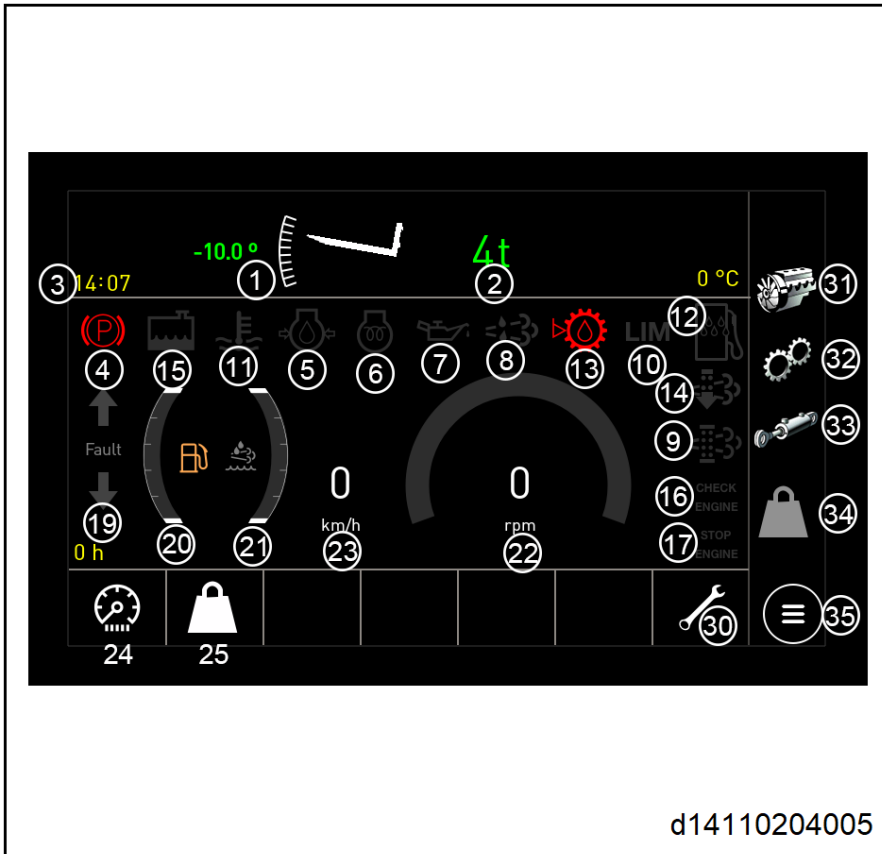 -10.0 º
4t
3
14:07
1
2
0 °C
31
(P)
LIM
12
4
15
11
5
6
7
8
13
10
32
14
Fault
9
33
0
0
CHECK
ENGINE
16
34
19
km/h
rpm
STOP
ENGINE
17
0 h
20
21
23
22
30
35
24
25
d14110204005